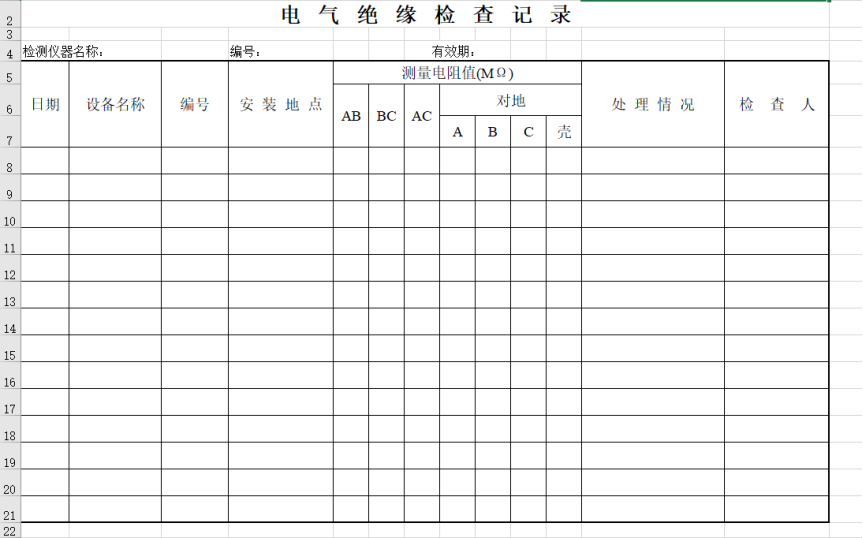 2 电 气 绝 缘 检 查 记 录
3
4 检测仪器名称: 编号: 有效期:
5 测量电阻值(MΩ)
日期 设备名称 编号 安 装 地 点 对地 处 理 情 况 检 查 人
6 AB BC AC
7 A B C 壳
8
9
10
11
12
13
14
15
16
17
18
19
20
21
22